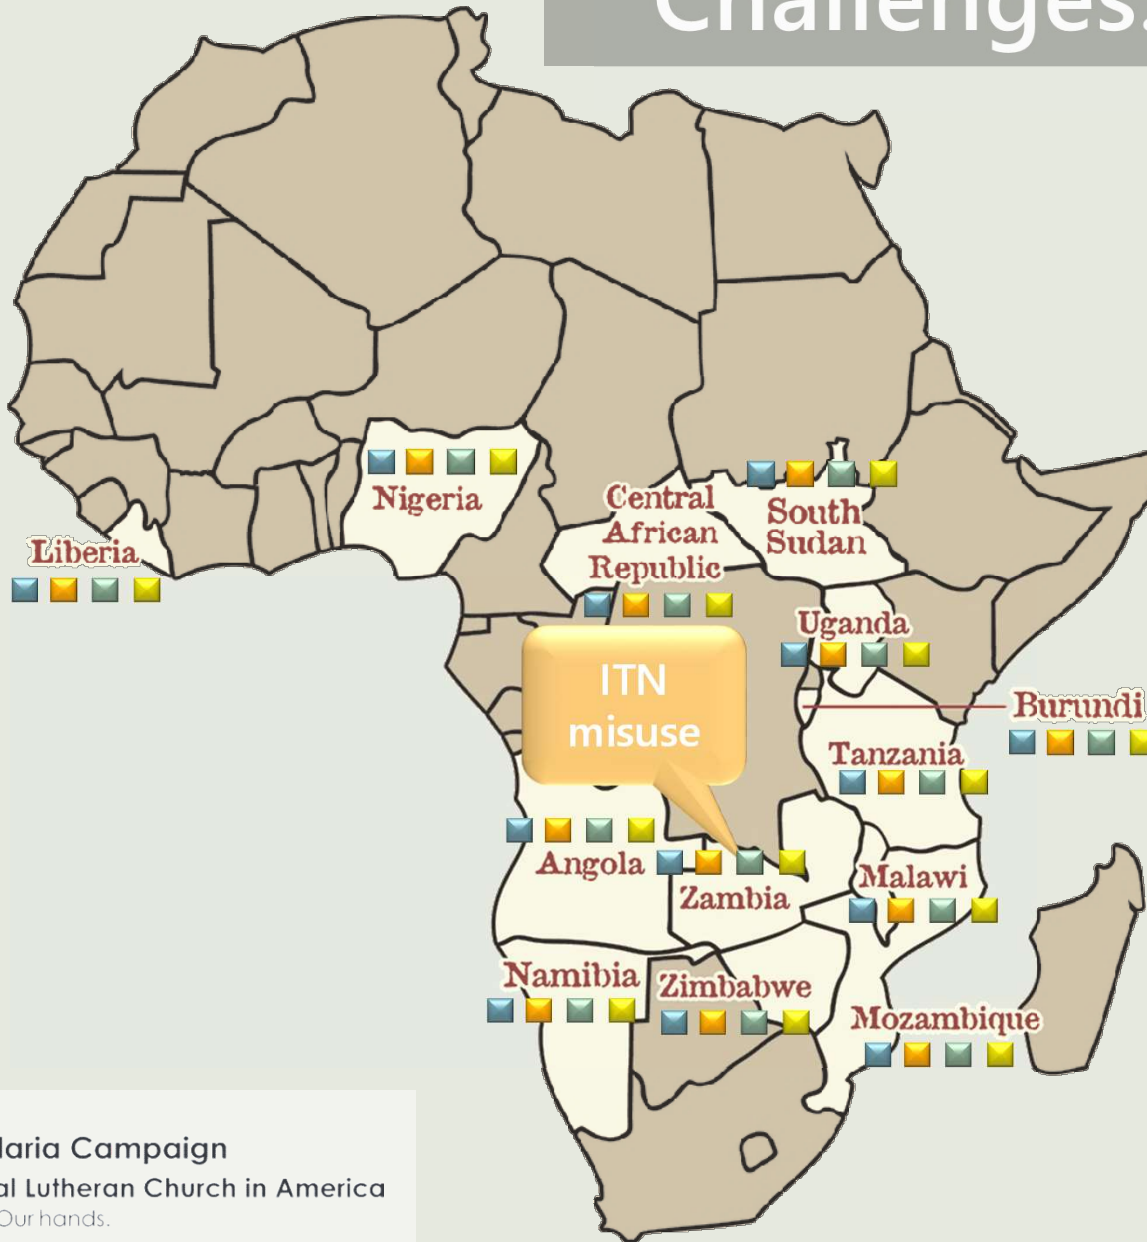 Challenges
Nigeria
Central
African
Republic
South
Sudan
Liberia
Uganda
ITN
misuse
Burundi
Tanzania
Angola
Zambia
Malawi
Namibia
Zimbabwe
Mozambique
laria Campaign
al Lutheran Church in America
Our hands.